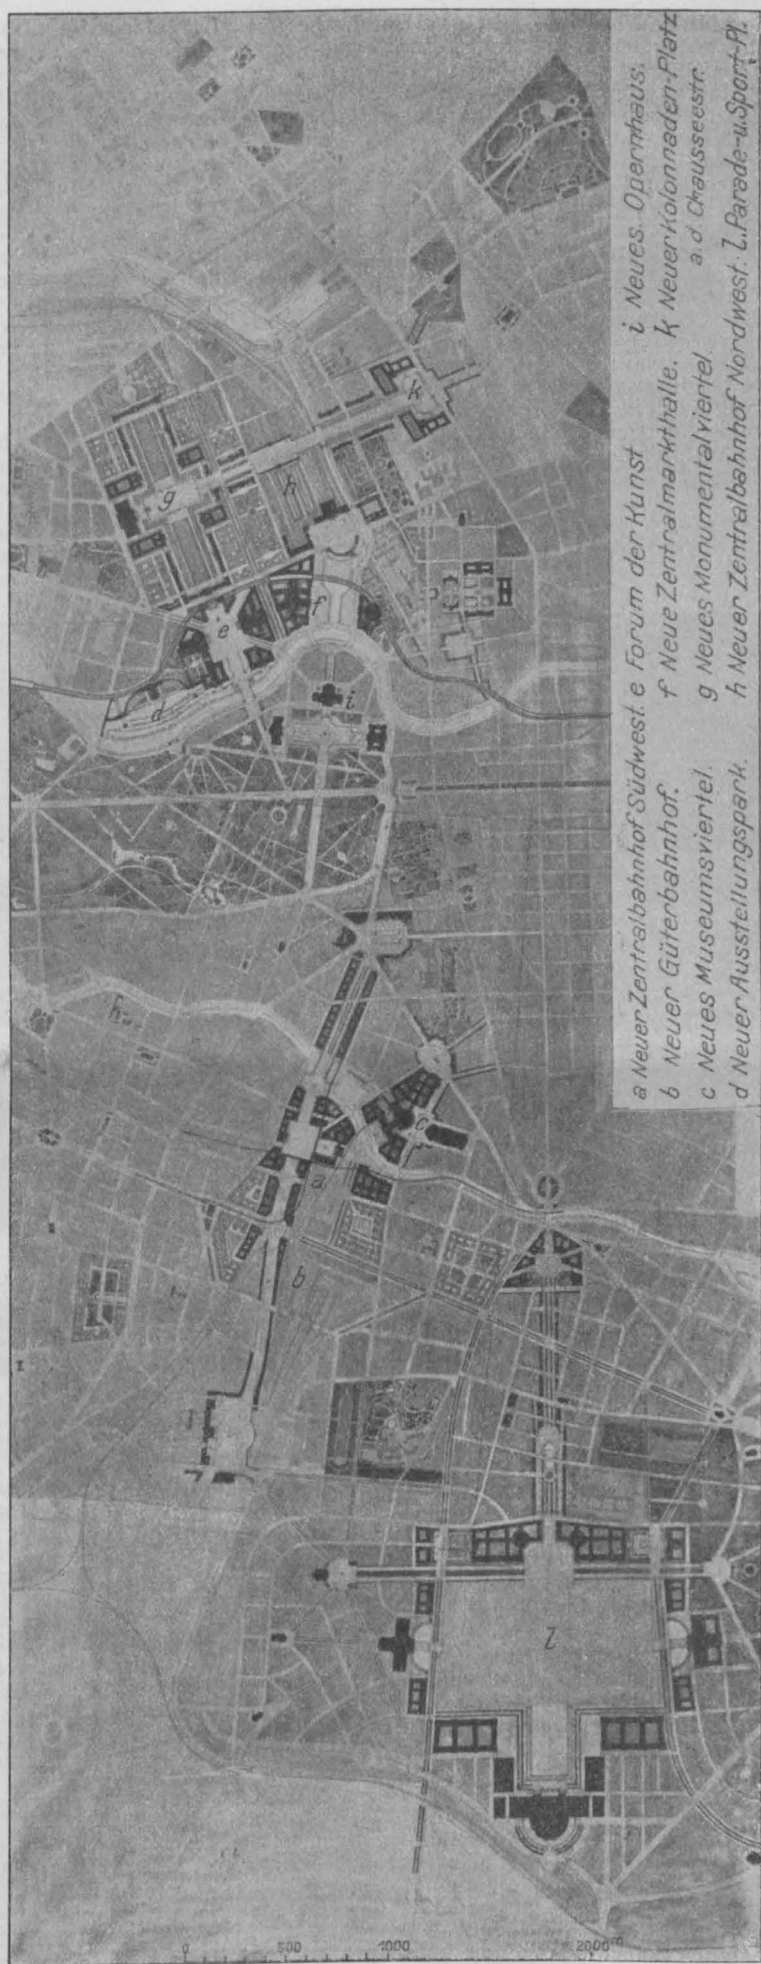 a Neuer Zentralbahnhof Südwest.
b Neuer Güterbahnhof.
c Neues Museumsviertel.
d Neuer Ausstellungspark.
e Forum der Kunst
f Neue Zentralmarkthalle.
g Neues Monumentalviertel
h Neuer Zentralbahnhof Nordwest.
i Neues Opernhaus.
k Neuer Kolonnaden-Platz
a. d. Chausseestr.
l. Parade-u. Sport-Pl.
g
k
h
e
f
d
i
a
c
b
l
0 500 1000 2000